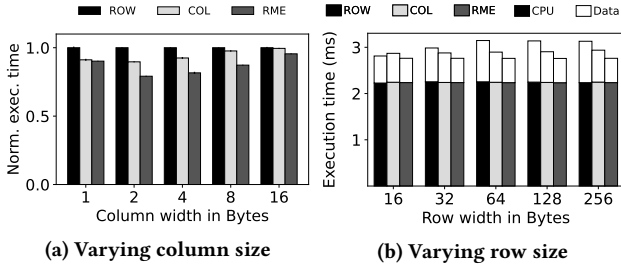 ROW COL RME
Norm. exec. time
1.0
0.5
0.0
1 2 4 8 16
Column width in Bytes
(a) Varying column size
ROW COL RME CPU Data
Execution time (ms)
3
2
1
16 32 64 128 256
Row width in Bytes
(b) Varying row size